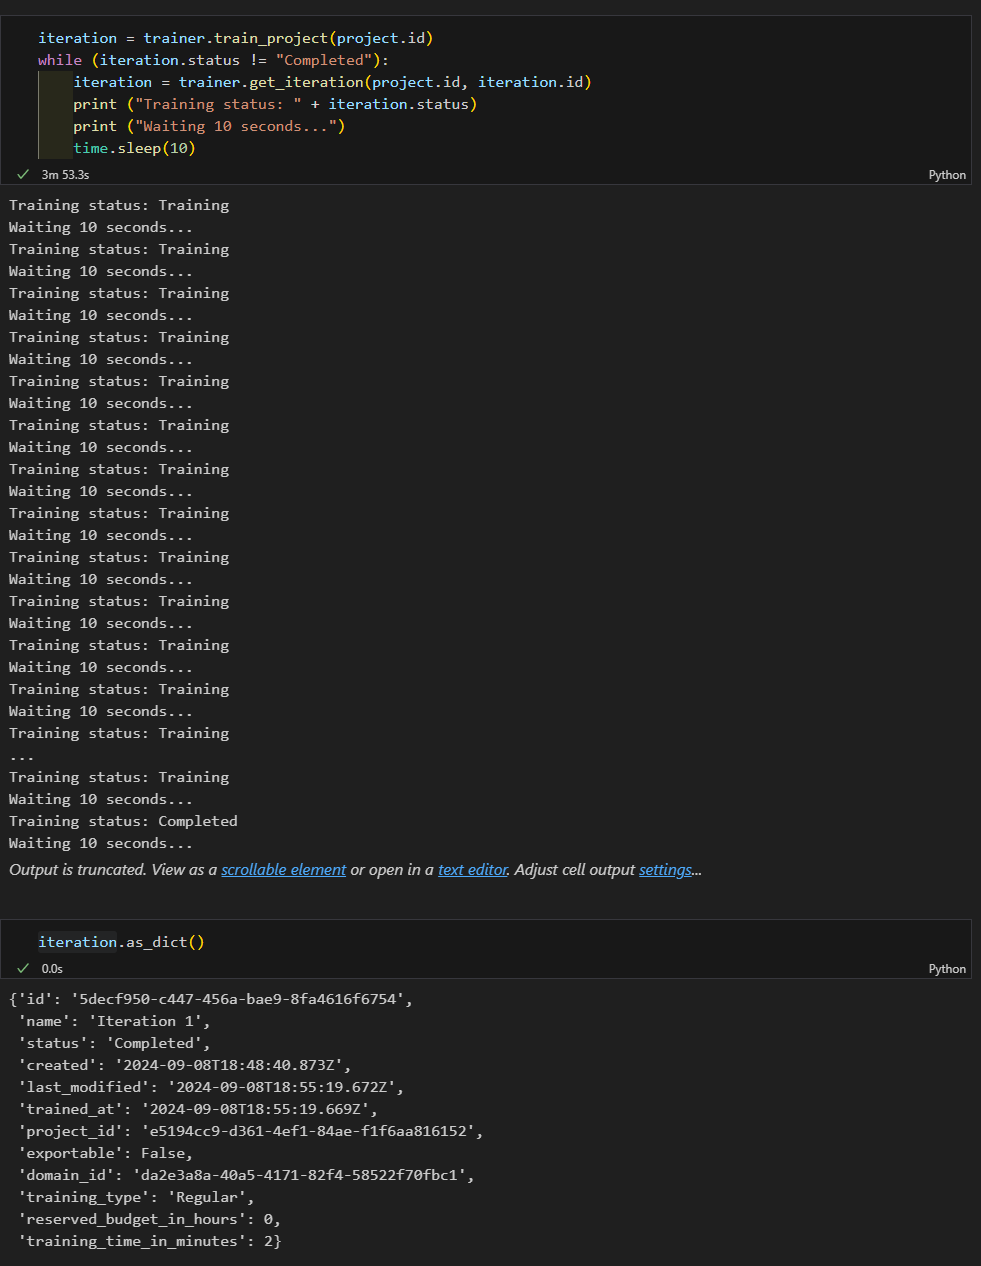 iteration = trainer.train_project(project.id)
while (iteration.status != "Completed"):
    iteration = trainer.get_iteration(project.id, iteration.id)
    print ("Training status: " + iteration.status)
    print ("Waiting 10 seconds...")
    time.sleep(10)
✓ 3m 53.3s Python
Training status: Training
Waiting 10 seconds...
Training status: Training
Waiting 10 seconds...
Training status: Training
Waiting 10 seconds...
Training status: Training
Waiting 10 seconds...
Training status: Training
Waiting 10 seconds...
Training status: Training
Waiting 10 seconds...
Training status: Training
Waiting 10 seconds...
Training status: Training
Waiting 10 seconds...
Training status: Training
Waiting 10 seconds...
Training status: Training
Waiting 10 seconds...
Training status: Training
Waiting 10 seconds...
Training status: Training
Waiting 10 seconds...
Training status: Training
...
Training status: Training
Waiting 10 seconds...
Training status: Completed
Waiting 10 seconds...
Output is truncated. View as a scrollable element or open in a text editor. Adjust cell output settings...
iteration.as_dict()
✓ 0.0s Python
{'id': '5decf950-c447-456a-bae9-8fa4616f6754',
 'name': 'Iteration 1',
 'status': 'Completed',
 'created': '2024-09-08T18:48:40.873Z',
 'last_modified': '2024-09-08T18:55:19.672Z',
 'trained_at': '2024-09-08T18:55:19.669Z',
 'project_id': 'e5194cc9-d361-4ef1-84ae-f1f6aa816152',
 'exportable': False,
 'domain_id': 'da2e3a8a-40a5-4171-82f4-58522f70fbc1',
 'training_type': 'Regular',
 'reserved_budget_in_hours': 0,
 'training_time_in_minutes': 2}